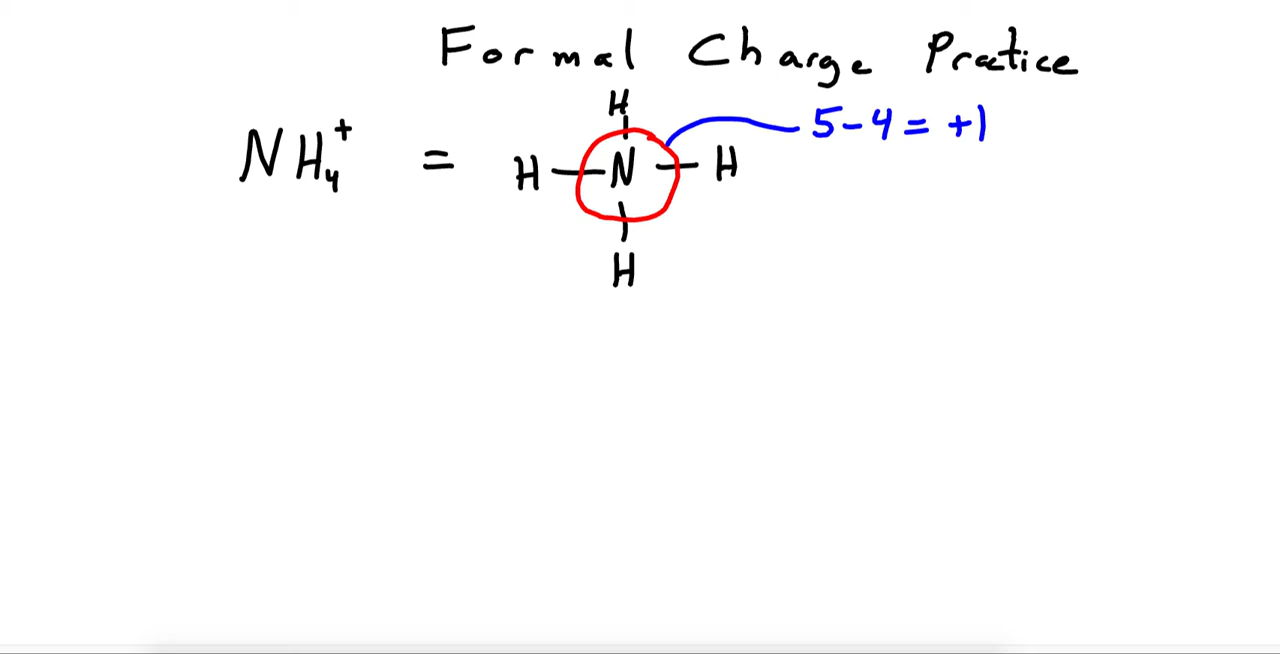 Formal Charge Practice
H
5-4=+1
NH₄⁺ = H-N-H
H